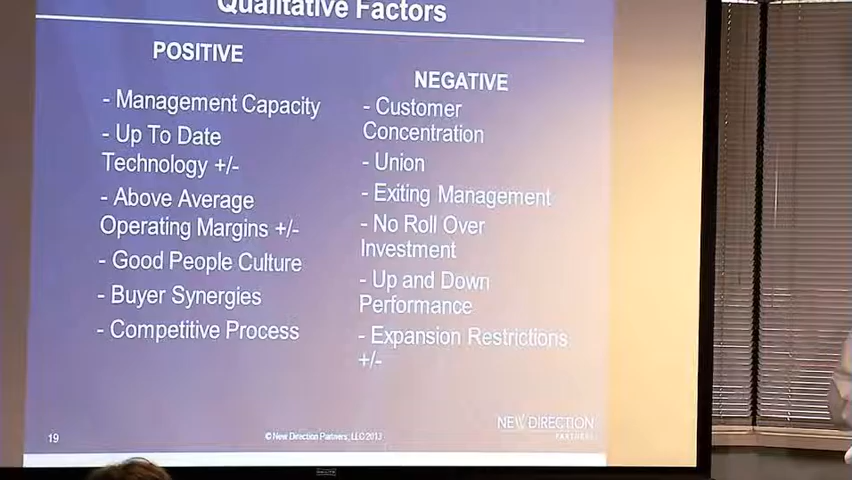 Qualitative Factors
POSITIVE
- Management Capacity
- Up To Date
Technology +/-
- Above Average
Operating Margins +/-
- Good People Culture
- Buyer Synergies
- Competitive Process
NEGATIVE
- Customer
Concentration
- Union
- Exiting Management
- No Roll Over
Investment
- Up and Down
Performance
- Expansion Restrictions
+/-
19
© New Direction Partners, LLC
NEW DIRECTION
PARTNERS